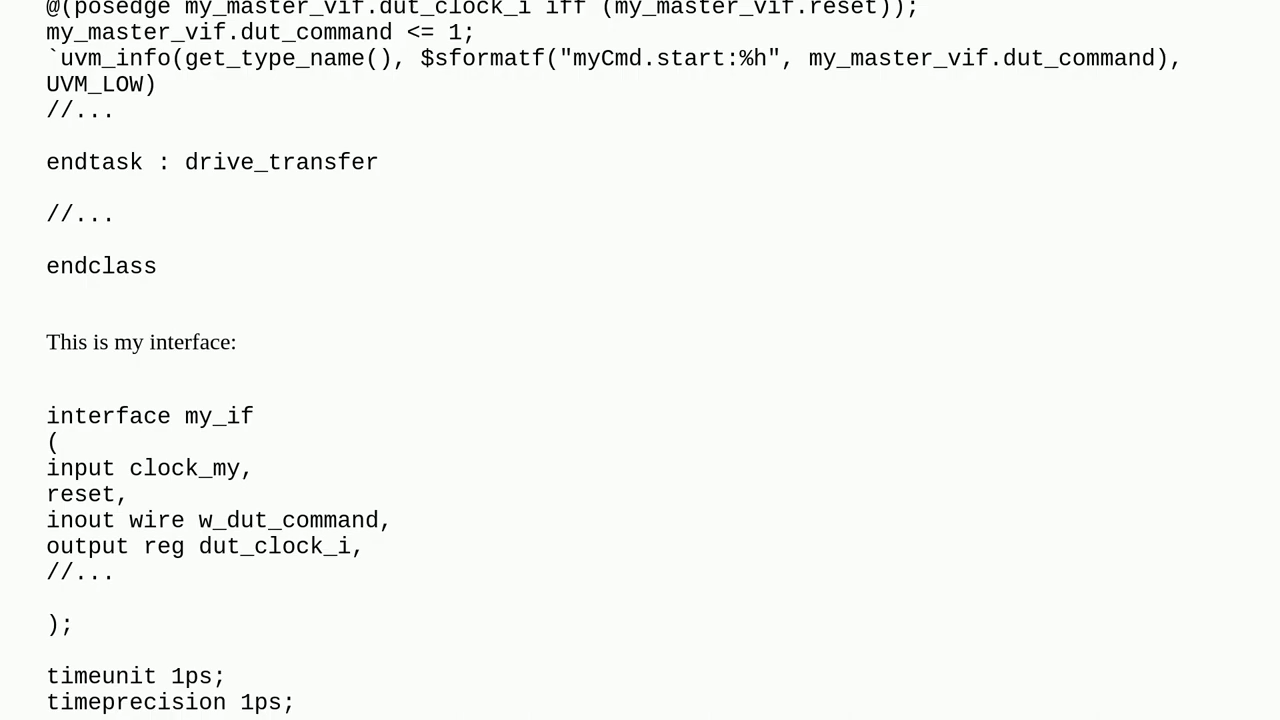 @(posedge my_master_vif.dut_clock_i iff (my_master_vif.reset));
my_master_vif.dut_command <= 1;
`uvm_info(get_type_name(), $sformatf("myCmd.start:%h", my_master_vif.dut_command),
UVM_LOW)
//...
endtask : drive_transfer
//...
endclass
This is my interface:
interface my_if
(
input clock_my,
reset,
inout wire w_dut_command,
output reg dut_clock_i,
//...
);
timeunit 1ps;
timeprecision 1ps;